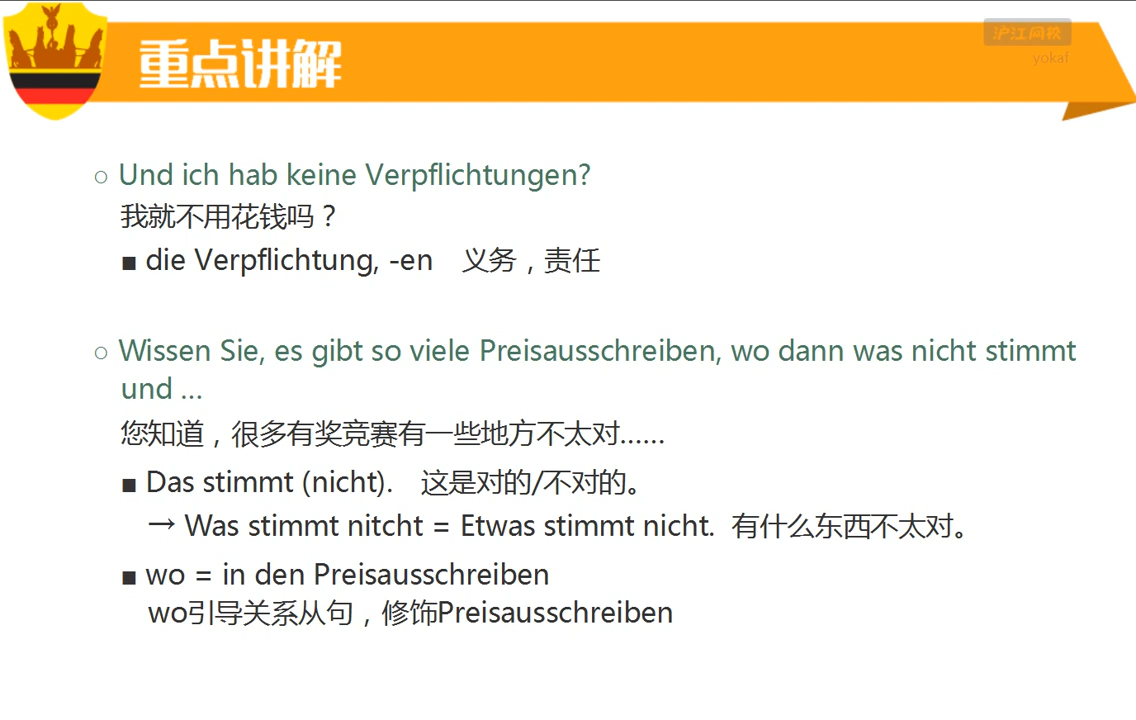 重点讲解
沪江网校
yokaf
○ Und ich hab keine Verpflichtungen?
我就不用花钱吗？
■ die Verpflichtung, -en 义务，责任
○ Wissen Sie, es gibt so viele Preisausschreiben, wo dann was nicht stimmt
und ...
您知道，很多有奖竞赛有一些地方不太对......
■ Das stimmt (nicht). 这是对的/不对的。
→ Was stimmt nitcht = Etwas stimmt nicht. 有什么东西不太对。
■ wo = in den Preisausschreiben
wo引导关系从句，修饰Preisausschreiben